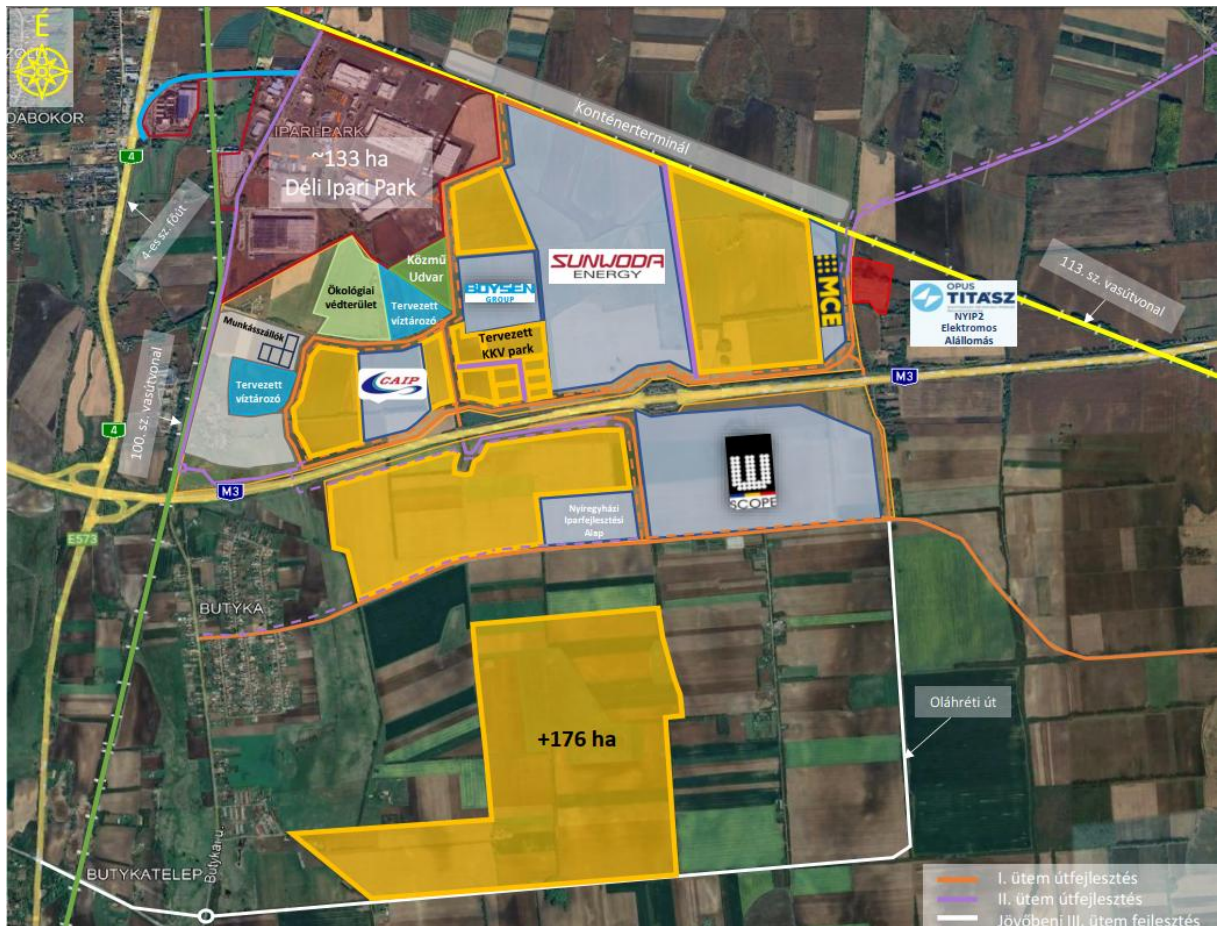 É
DABOKOR
4
4-es sz. főút
IPARI PARK
~133 ha
Déli Ipari Park
Konténerterminál
Közmű
Udvar
Ökológiai
védterület
Tervezett
víztározó
BOYSEN
GROUP
SUNWODA
ENERGY
MCE
OPUS
TITÁSZ
NYIP2
Elektromos
Alállomás
113. sz. vasútvonal
Munkásszállók
Tervezett
víztározó
CAIP
Tervezett
KKV park
M3
4
100. sz. vasútvonal
M3
E573
SCOPE
Nyíregyházi
Iparfejlesztési
Alap
BUTYKA
+176 ha
Oláhréti út
BUTYKATELEP
Butykai u.
I. ütem útfejlesztés
II. ütem útfejlesztés
Jövőbeni III. ütem fejlesztés